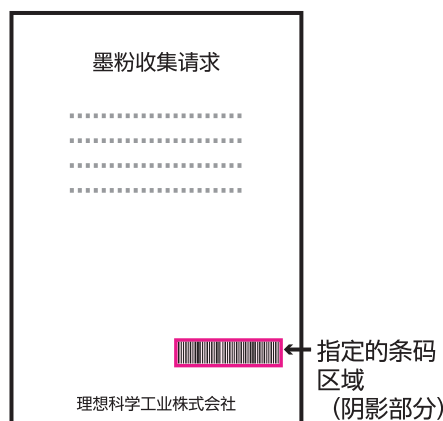 墨粉收集请求
指定的条码
区域
（阴影部分）
理想科学工业株式会社